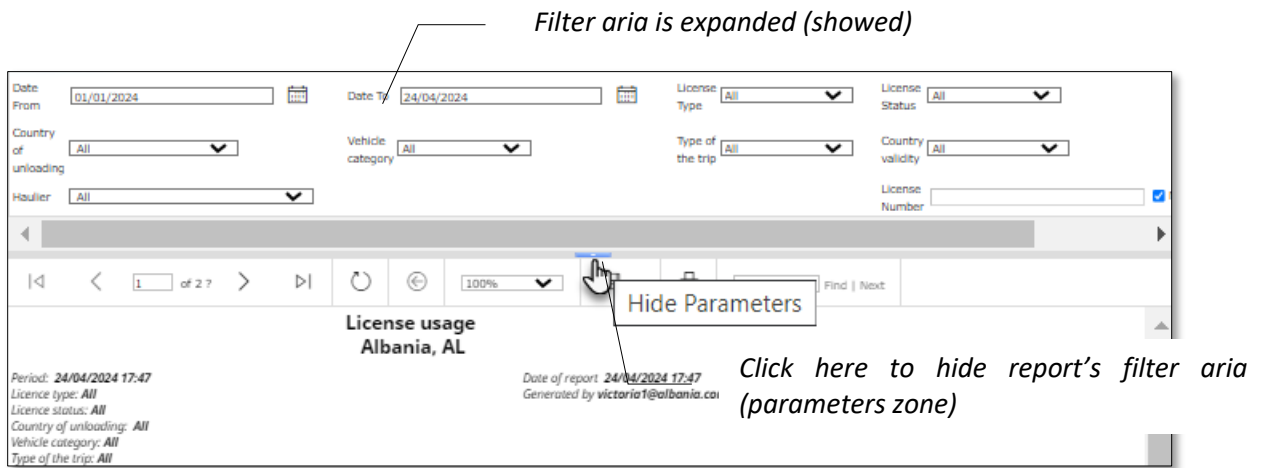 Filter aria is expanded (showed)
Date From 01/01/2024 Date To 24/04/2024 License Type All License Status All
Country of unloading All Vehicle category All Type of the trip All Country validity All
Haulier All License Number
1 of 2 ? 100% Find | Next
Hide Parameters
License usage
Albania, AL
Period: 24/04/2024 17:47 Date of report 24/04/2024 17:47
Licence type: All Generated by victoria1@albania.co
Licence status: All
Country of unloading: All
Vehicle category: All
Type of the trip: All
Click here to hide report's filter aria
(parameters zone)